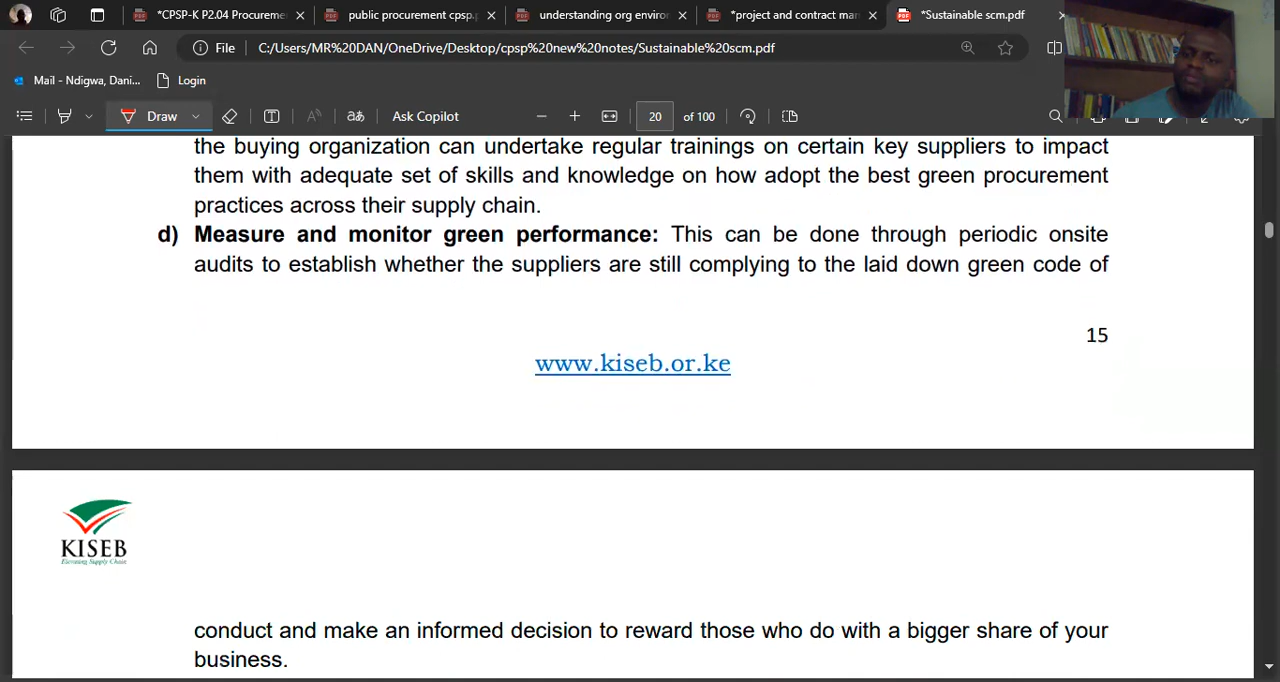 *CPSP-K P2.04 Procureme
public procurement cpsp.
understanding org enviro
*project and contract ma
*Sustainable scm.pdf
File C:/Users/MR%20DAN/OneDrive/Desktop/cpsp%20new%20notes/Sustainable%20scm.pdf
Mail - Ndigwa, Dani... Login
Draw aあ Ask Copilot 20 of 100
the buying organization can undertake regular trainings on certain key suppliers to impact
them with adequate set of skills and knowledge on how adopt the best green procurement
practices across their supply chain.
d) Measure and monitor green performance: This can be done through periodic onsite
audits to establish whether the suppliers are still complying to the laid down green code of
15
www.kiseb.or.ke
KISEB
Elevating Supply Chain
conduct and make an informed decision to reward those who do with a bigger share of your
business.